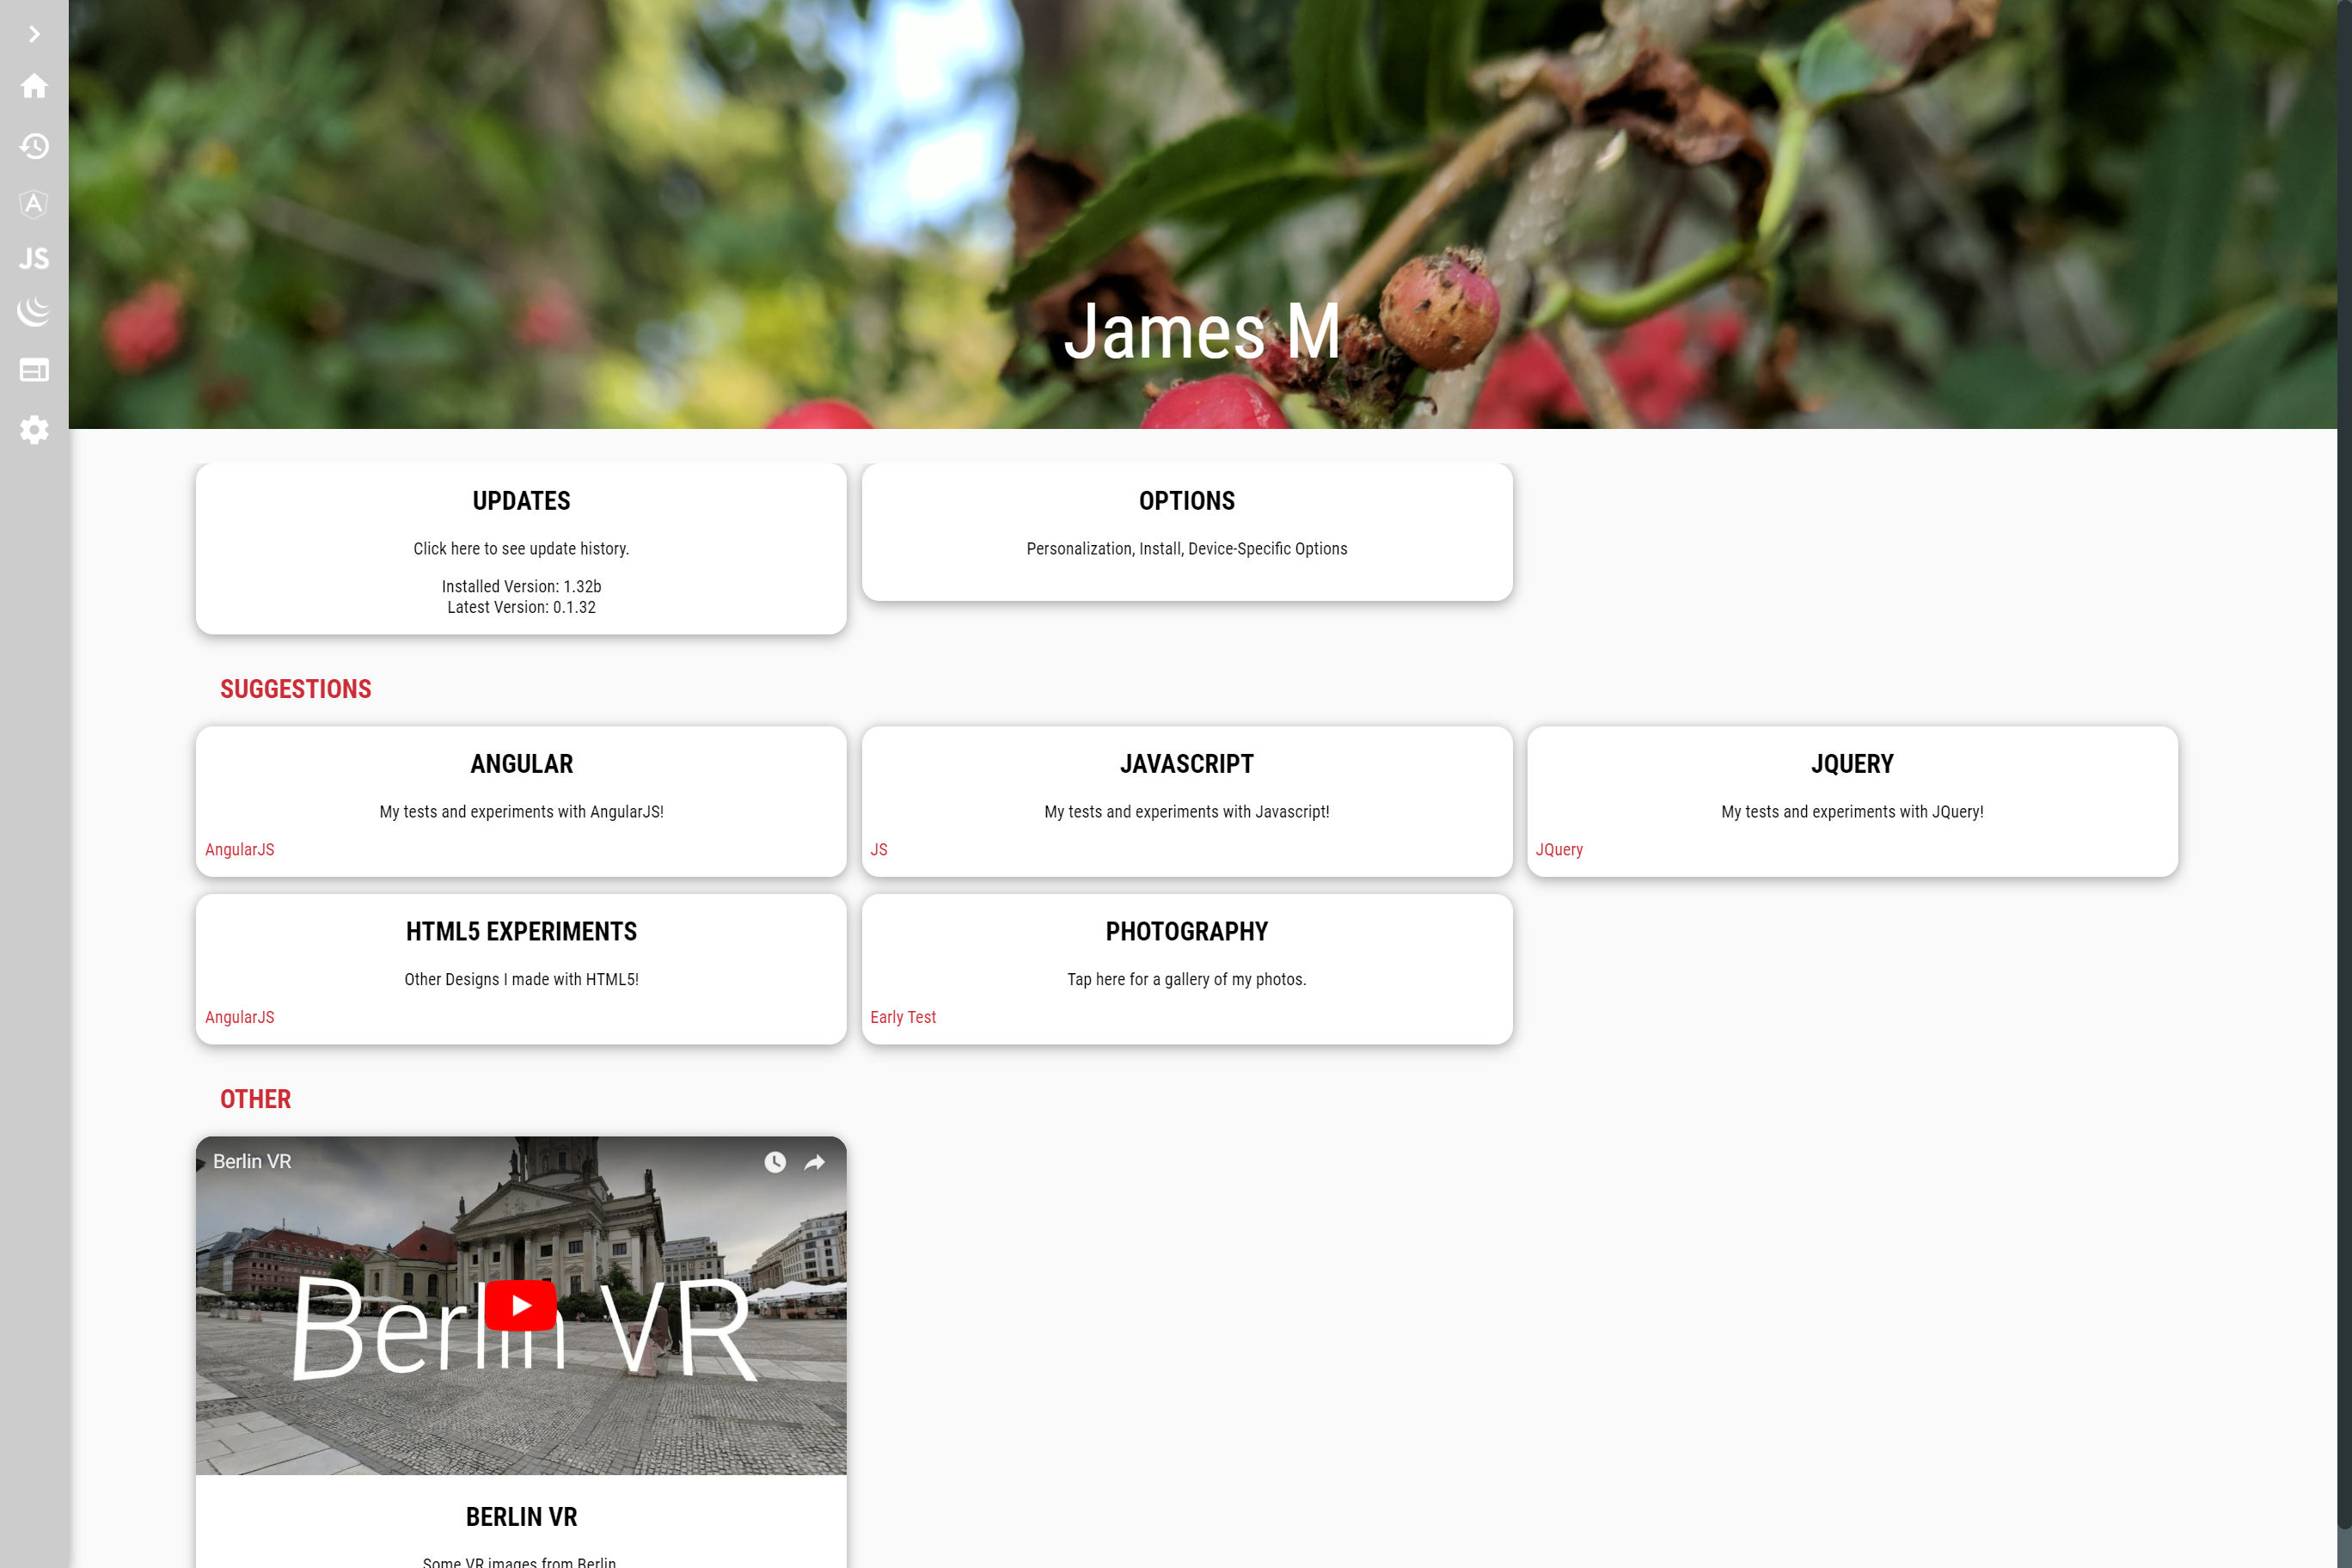 JS
James M
UPDATES
Click here to see update history.
Installed Version: 1.32b
Latest Version: 0.1.32
OPTIONS
Personalization, Install, Device-Specific Options
SUGGESTIONS
ANGULAR
My tests and experiments with AngularJS!
AngularJS
JAVASCRIPT
My tests and experiments with Javascript!
JS
JQUERY
My tests and experiments with JQuery!
JQuery
HTML5 EXPERIMENTS
Other Designs I made with HTML5!
AngularJS
PHOTOGRAPHY
Tap here for a gallery of my photos.
Early Test
OTHER
Berlin VR
Berlin VR
BERLIN VR
Some VR images from Berlin